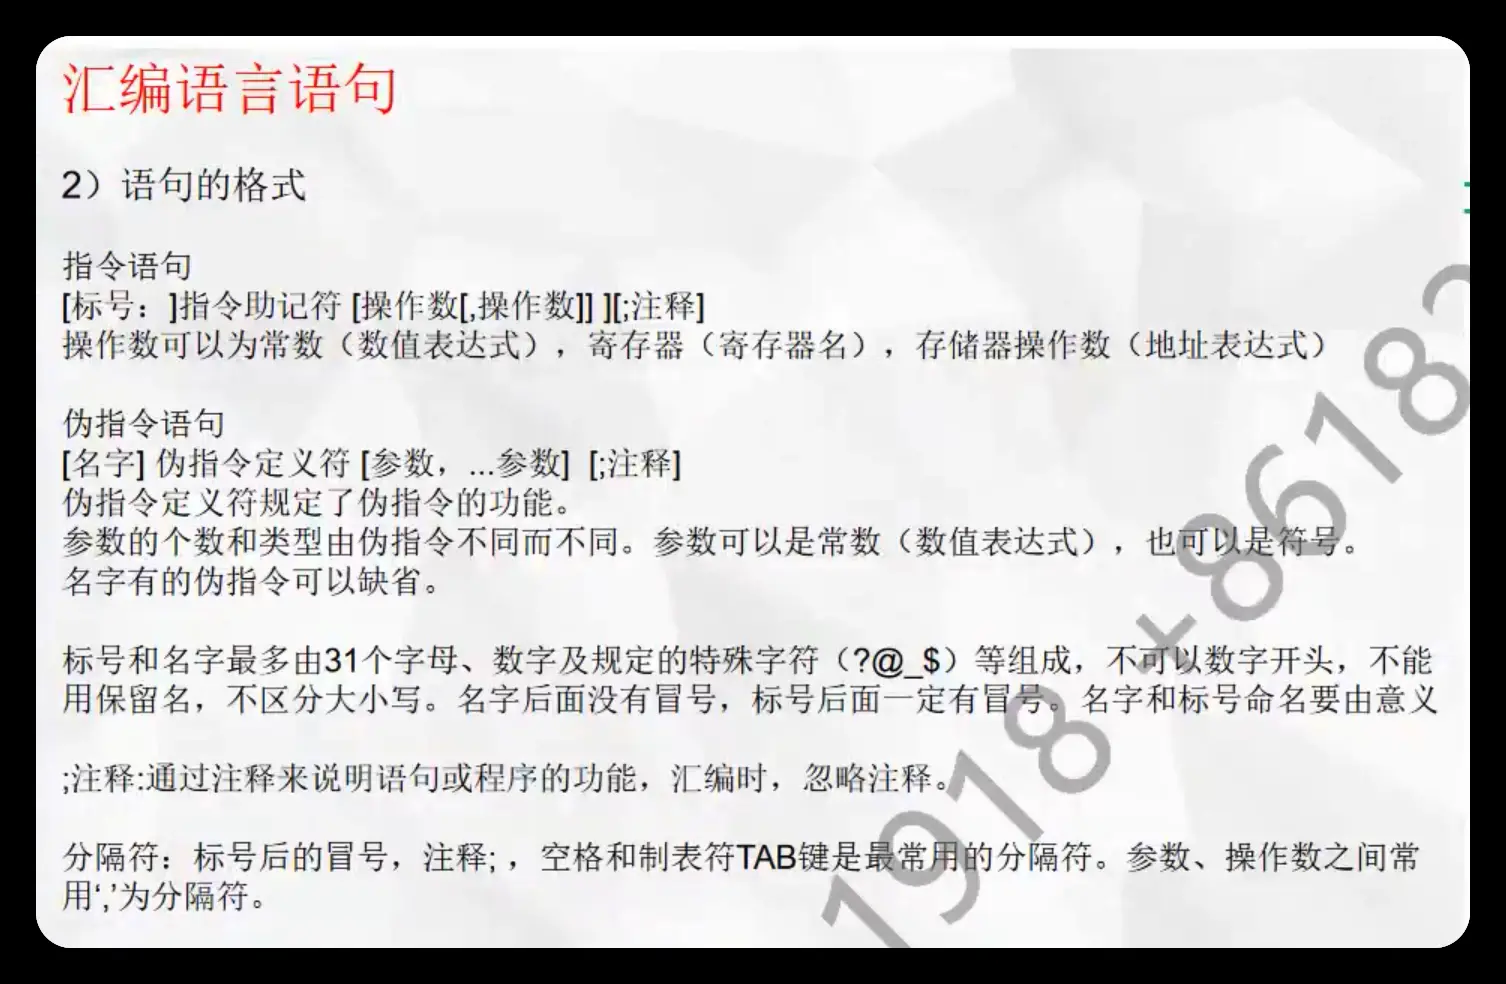 汇编语言语句
2）语句的格式
指令语句
[标号：]指令助记符 [操作数[,操作数]] ][;注释]
操作数可以为常数（数值表达式），寄存器（寄存器名），存储器操作数（地址表达式）
伪指令语句
[名字] 伪指令定义符 [参数，...参数]  [;注释]
伪指令定义符规定了伪指令的功能。
参数的个数和类型由伪指令不同而不同。参数可以是常数（数值表达式），也可以是符号。
名字有的伪指令可以缺省。
标号和名字最多由31个字母、数字及规定的特殊字符（?@_$）等组成，不可以数字开头，不能
用保留名，不区分大小写。名字后面没有冒号，标号后面一定有冒号。名字和标号命名要由意义
;注释:通过注释来说明语句或程序的功能，汇编时，忽略注释。
分隔符：标号后的冒号，注释; ，空格和制表符TAB键是最常用的分隔符。参数、操作数之间常
用‘,’为分隔符。
1918 +86182